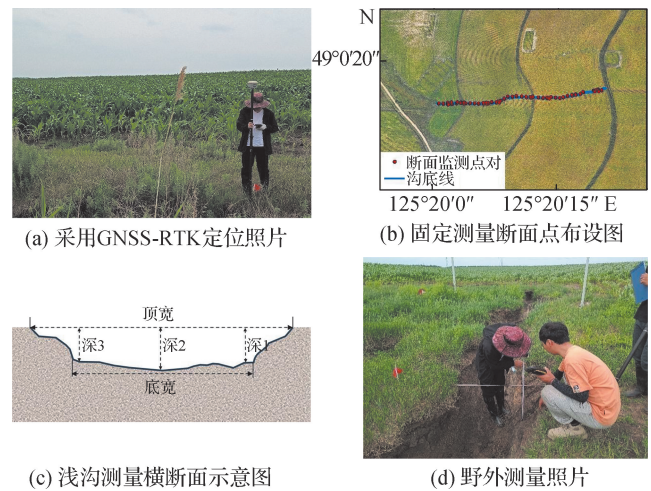 N
49°0′20″
断面监测点对
沟底线
125°20′0″ 125°20′15″ E
(a) 采用GNSS-RTK定位照片
(b) 固定测量断面点布设图
顶宽
深3 深2 深1
底宽
(c) 浅沟测量横断面示意图
(d) 野外测量照片